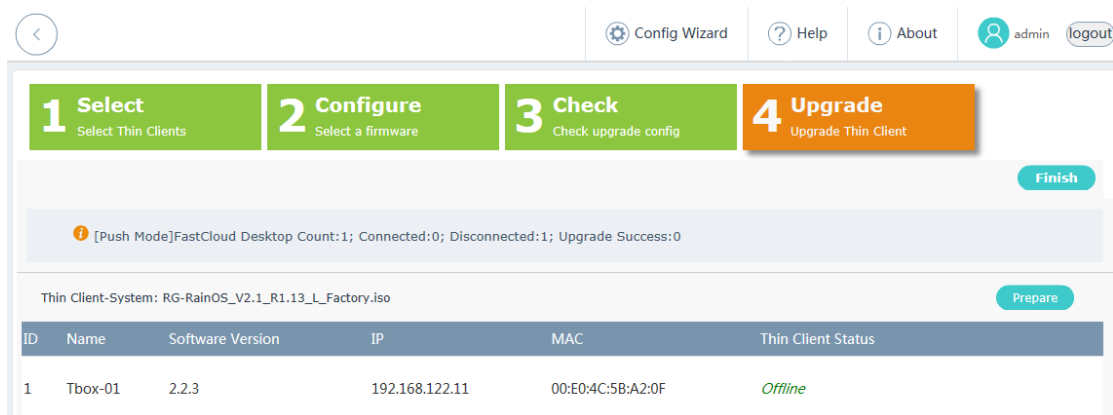 Config Wizard Help About admin logout
1 Select 2 Configure 3 Check 4 Upgrade
Select Thin Clients Select a firmware Check upgrade config Upgrade Thin Client
Finish
[Push Mode]FastCloud Desktop Count:1; Connected:0; Disconnected:1; Upgrade Success:0
Thin Client-System: RG-RainOS_V2.1_R1.13_L_Factory.iso Prepare
ID Name Software Version IP MAC Thin Client Status
1 Tbox-01 2.2.3 192.168.122.11 00:E0:4C:5B:A2:0F Offline